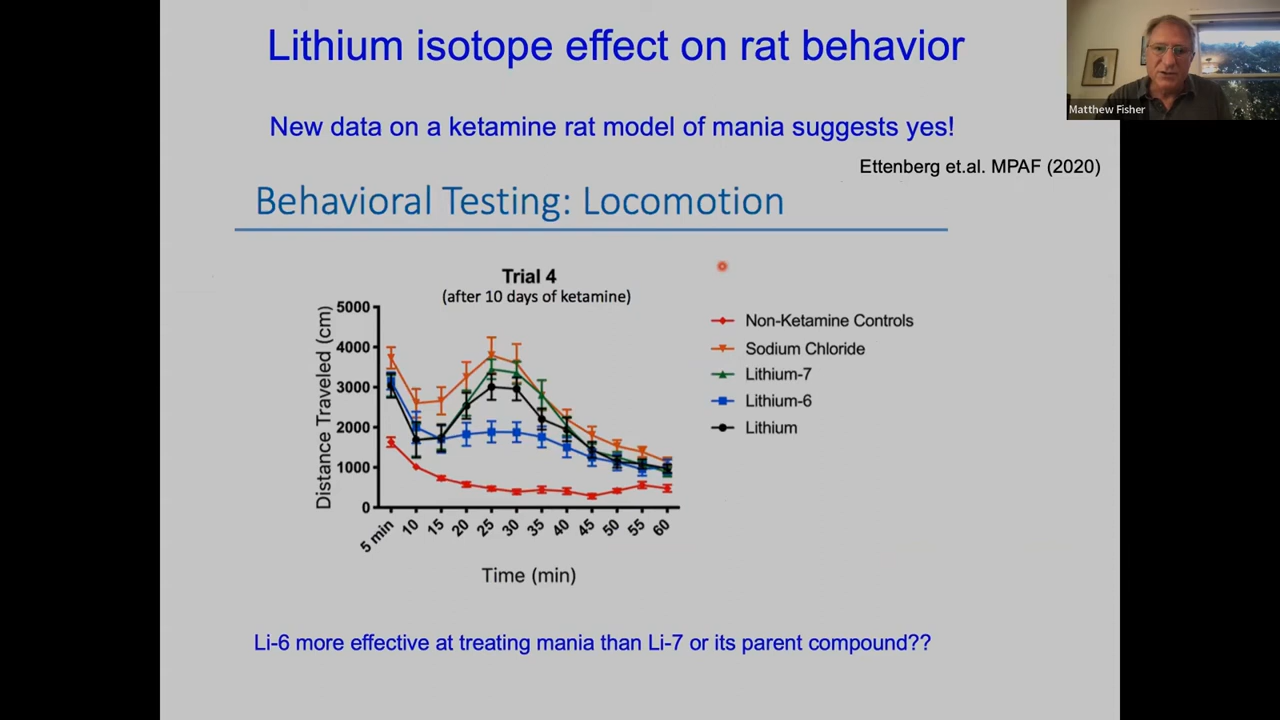 Lithium isotope effect on rat behavior
Matthew Fisher
New data on a ketamine rat model of mania suggests yes!
Ettenberg et.al. MPAF (2020)
Behavioral Testing: Locomotion
Trial 4
(after 10 days of ketamine)
Distance Traveled (cm)
5000
4000
3000
2000
1000
0
5 min
10
15
20
25
30
35
40
45
50
55
60
Time (min)
Non-Ketamine Controls
Sodium Chloride
Lithium-7
Lithium-6
Lithium
Li-6 more effective at treating mania than Li-7 or its parent compound??